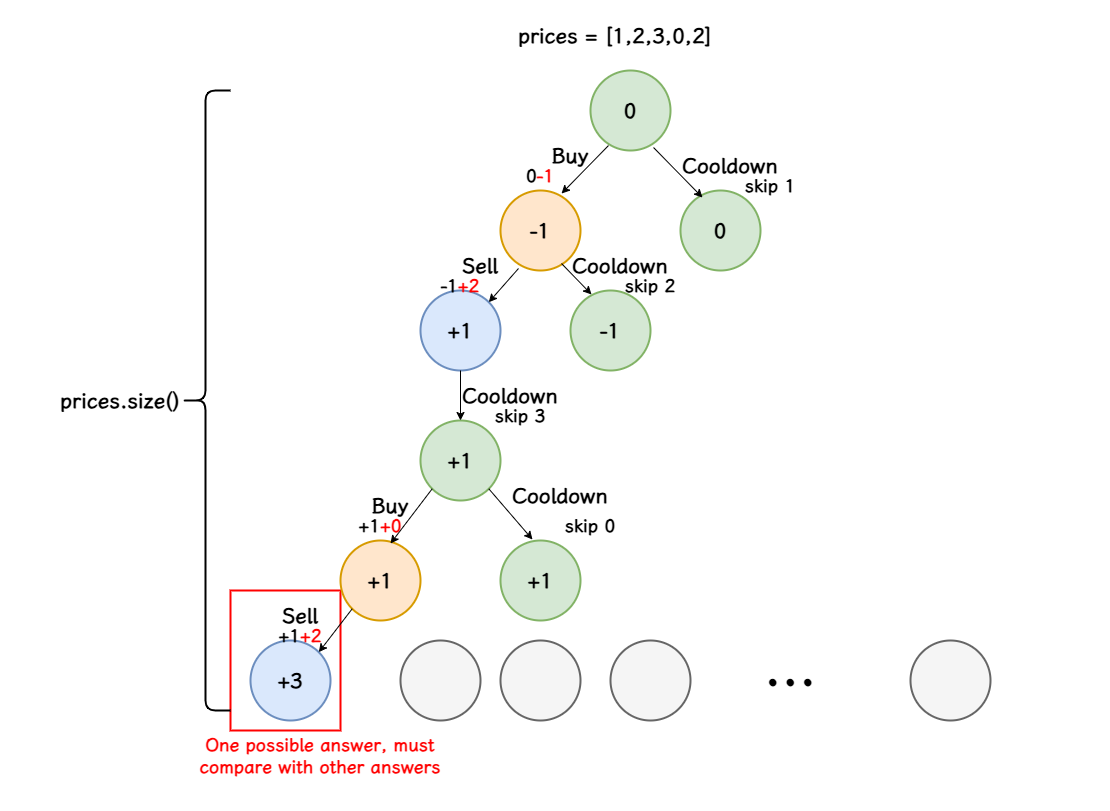 prices = [1,2,3,0,2]
0
Buy
0-1
Cooldown
skip 1
-1
0
Sell
-1+2
Cooldown
skip 2
+1
-1
prices.size()
Cooldown
skip 3
+1
Buy
+1+0
Cooldown
skip 0
+1
+1
Sell
+1+2
+3
...
One possible answer, must
compare with other answers